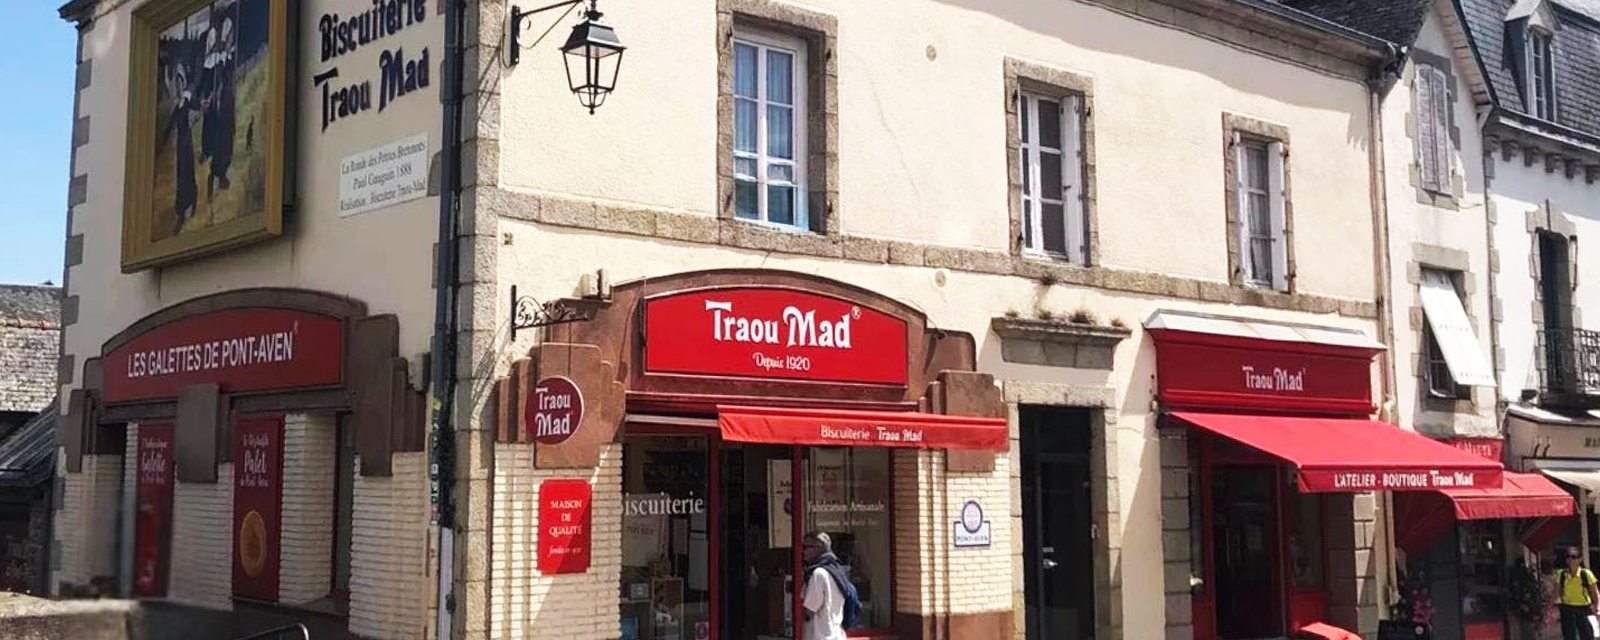 Biscuiterie
Traou Mad
La Ronde des Petites Bretonnes
Paul Gauguin 1888
Réalisation : Biscuiterie Traou-Mad
LES GALETTES DE PONT-AVEN®
Galette
Palet
Traou Mad®
Depuis 1920
Traou
Mad
Biscuiterie Traou Mad
MAISON
DE
QUALITÉ
Biscuiterie
Fabrication Artisanale
PONT-AVEN
Traou Mad
L'ATELIER - BOUTIQUE Traou Mad